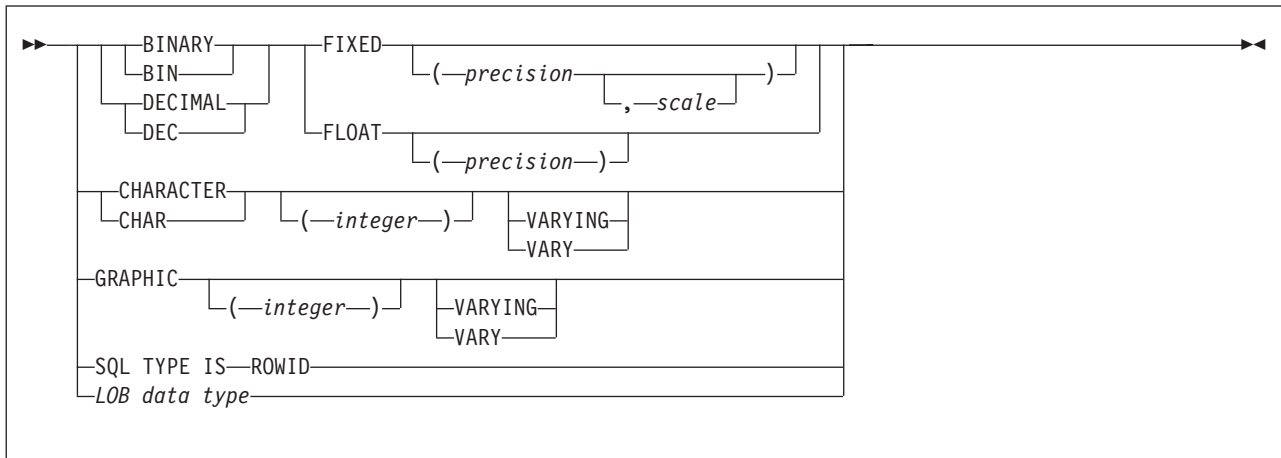 BINARY FIXED
BIN ( precision )
DECIMAL , scale
DEC FLOAT
( precision )
CHARACTER
CHAR ( integer ) VARYING
VARY
GRAPHIC
( integer ) VARYING
VARY
SQL TYPE IS ROWID
LOB data type